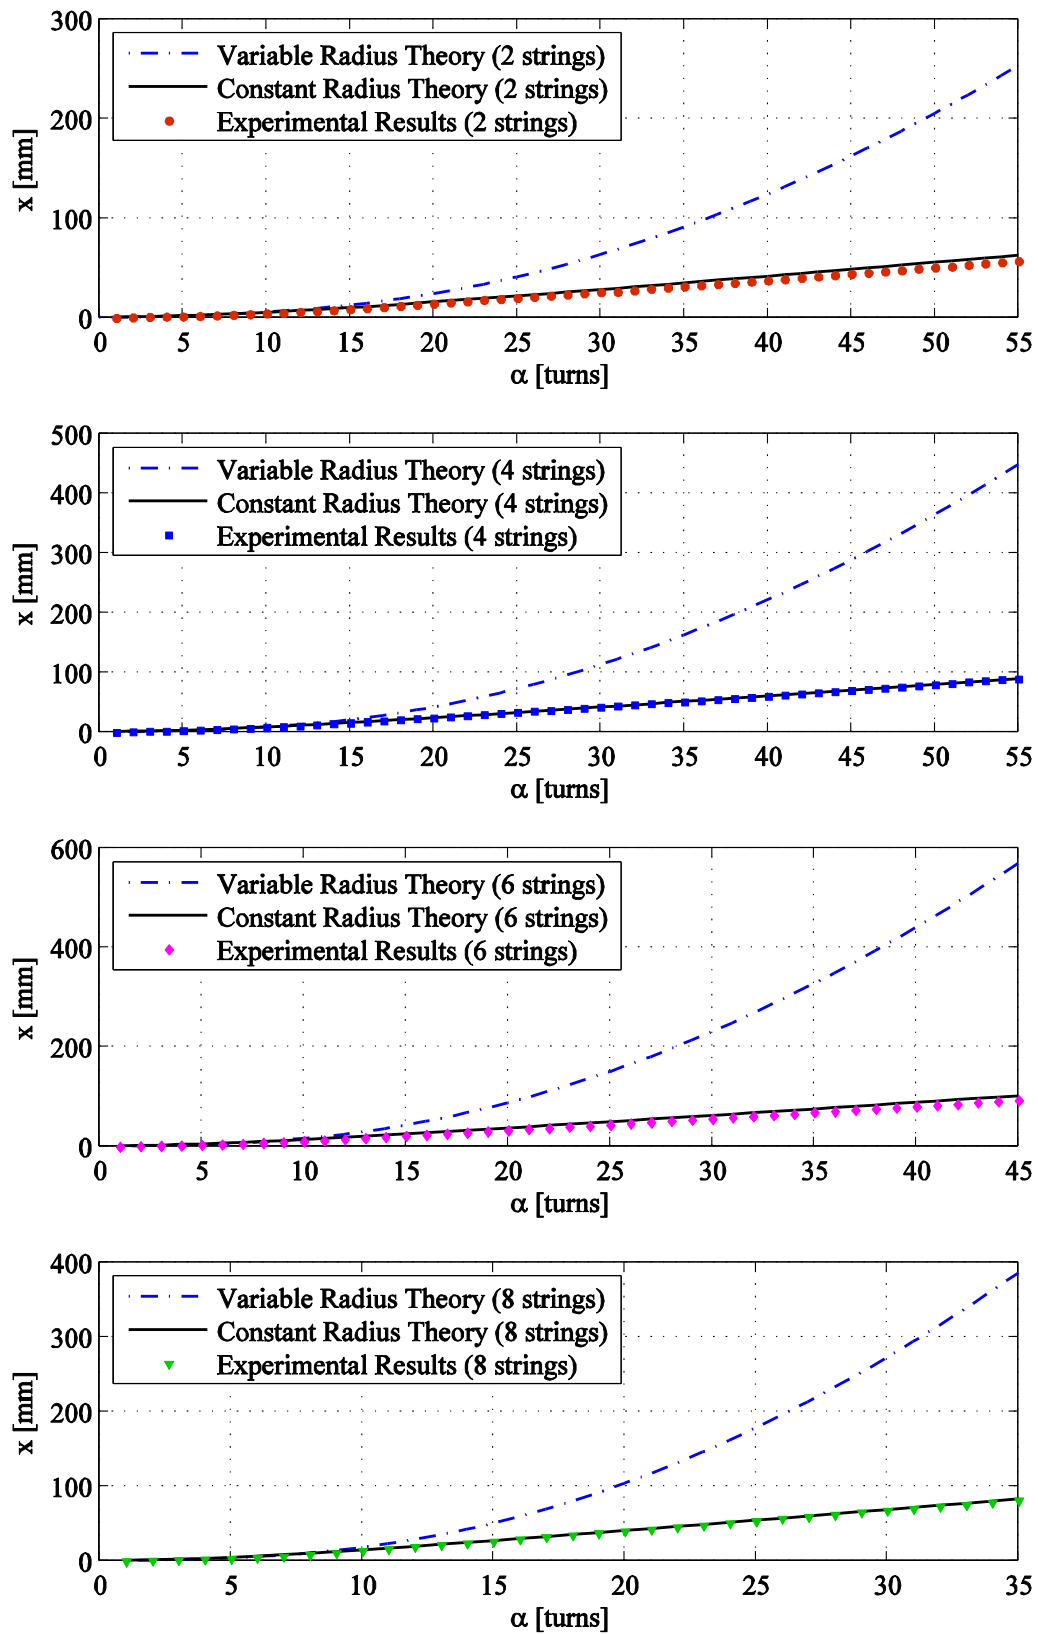 300
200
100
0
x [mm]
Variable Radius Theory (2 strings)
Constant Radius Theory (2 strings)
Experimental Results (2 strings)
0 5 10 15 20 25 30 35 40 45 50 55
α [turns]
500
400
300
200
100
0
x [mm]
Variable Radius Theory (4 strings)
Constant Radius Theory (4 strings)
Experimental Results (4 strings)
0 5 10 15 20 25 30 35 40 45 50 55
α [turns]
600
400
200
0
x [mm]
Variable Radius Theory (6 strings)
Constant Radius Theory (6 strings)
Experimental Results (6 strings)
0 5 10 15 20 25 30 35 40 45
α [turns]
400
300
200
100
0
x [mm]
Variable Radius Theory (8 strings)
Constant Radius Theory (8 strings)
Experimental Results (8 strings)
0 5 10 15 20 25 30 35
α [turns]